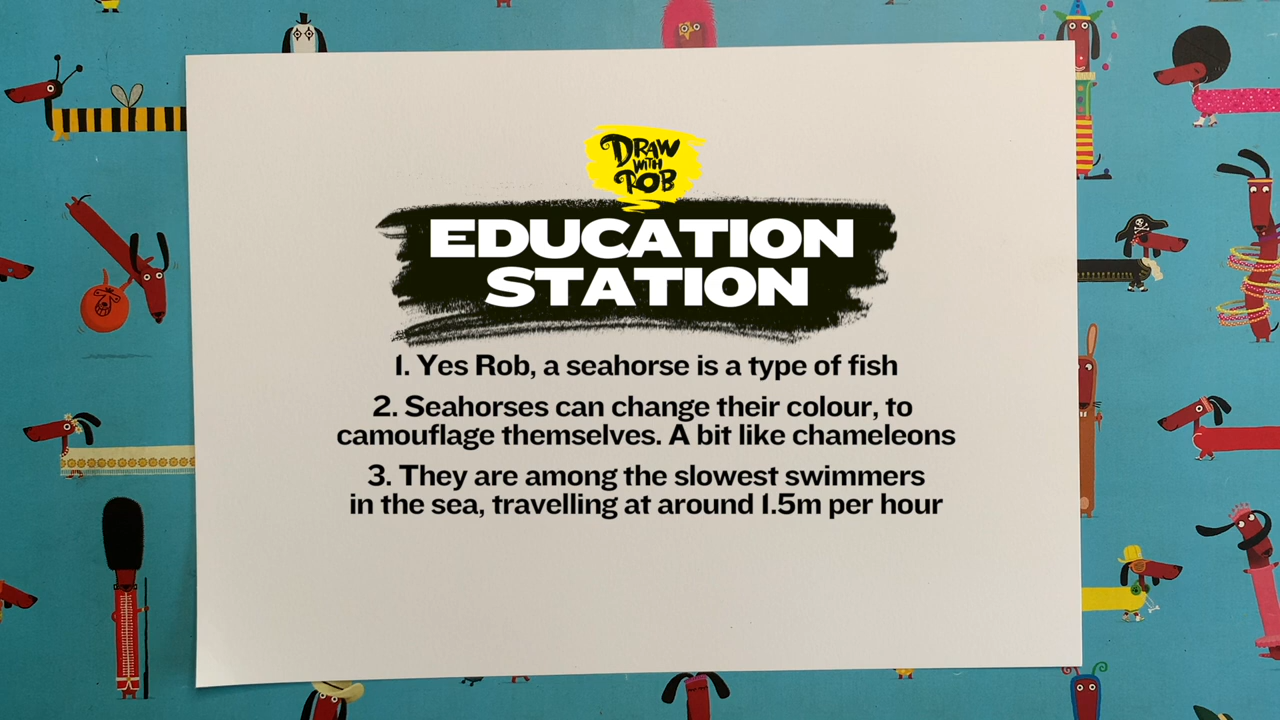 DRAW
WITH
ROB
EDUCATION
STATION
1. Yes Rob, a seahorse is a type of fish
2. Seahorses can change their colour, to
camouflage themselves. A bit like chameleons
3. They are among the slowest swimmers
in the sea, travelling at around 1.5m per hour